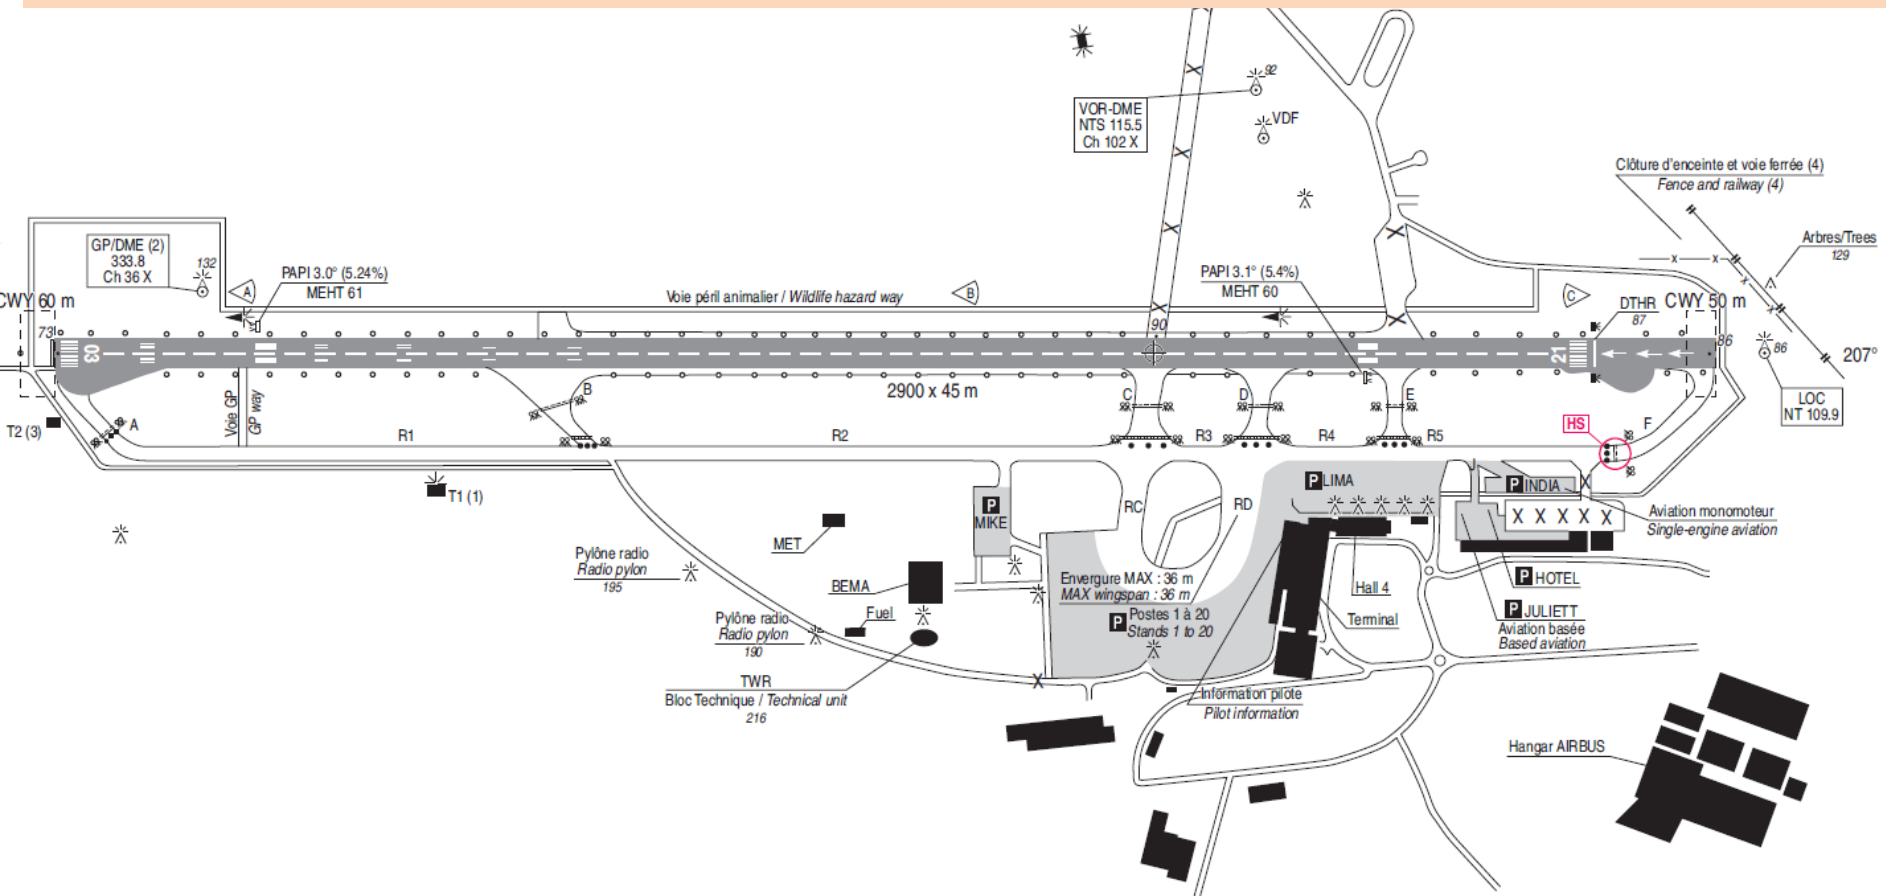 92
VOR-DME
NTS 115.5
Ch 102 X
VDF
Clôture d'enceinte et voie ferrée (4)
Fence and railway (4)
Arbres/Trees
129
GP/DME (2)
333.8
Ch 36 X
132
A
PAPI 3.0° (5.24%)
MEHT 61
Voie péril animalier / Wildlife hazard way
B
PAPI 3.1° (5.4%)
MEHT 60
C
DTHR
87
CWY 50 m
CWY 60 m
73
90
86
86
207°
03
21
2900 x 45 m
LOC
NT 109.9
T2 (3)
A
Voie GP
GP way
B
C
D
E
F
HS
R1
R2
R3
R4
R5
T1 (1)
P
MIKE
RC
RD
P LIMA
P INDIA
X X X X X
Aviation monomoteur
Single-engine aviation
MET
Pylône radio
Radio pylon
195
BEMA
Fuel
Envergure MAX : 36 m
MAX wingspan : 36 m
P Postes 1 à 20
Stands 1 to 20
Hall 4
Terminal
P HOTEL
P JULIETT
Aviation basée
Based aviation
Pylône radio
Radio pylon
190
TWR
Bloc Technique / Technical unit
216
X
Information pilote
Pilot information
Hangar AIRBUS